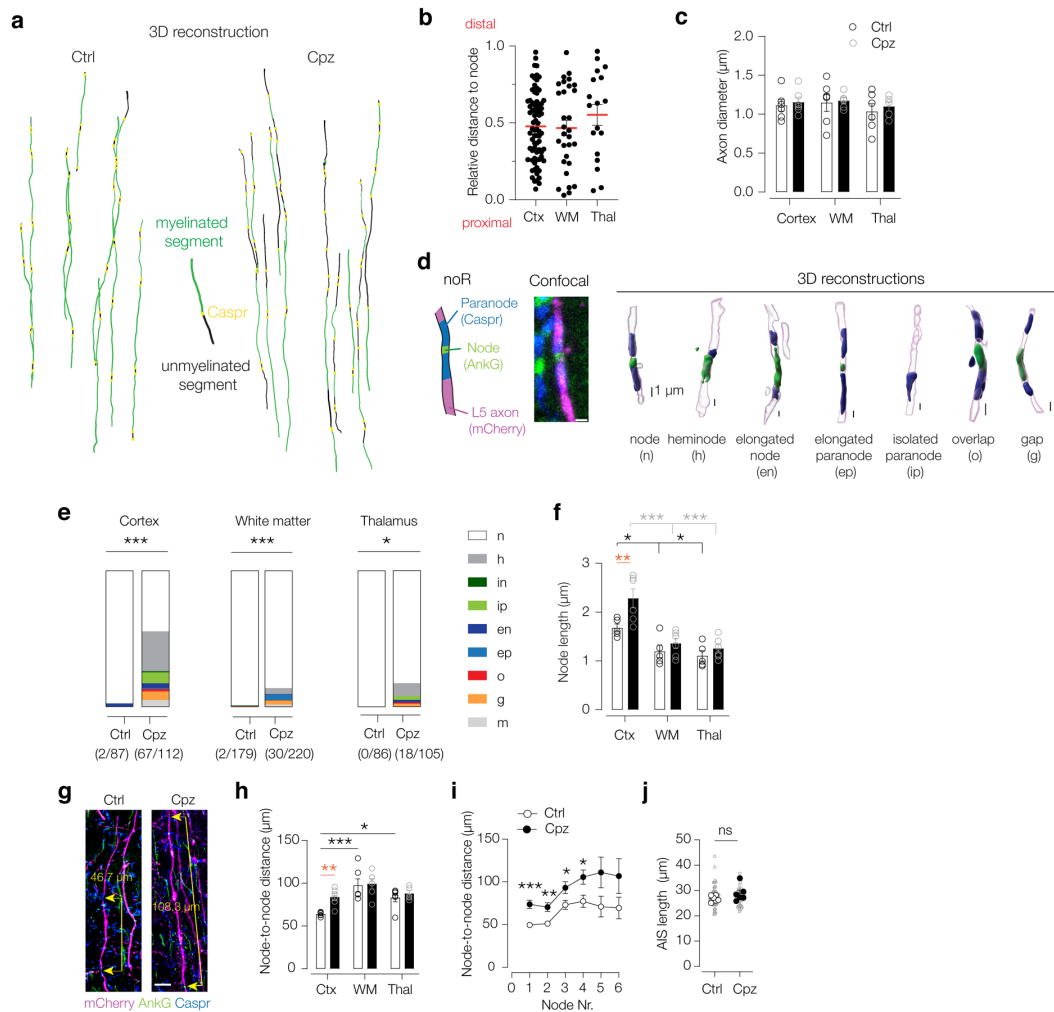 a
3D reconstruction
Ctrl
Cpz
myelinated
segment
Caspr
unmyelinated
segment
b
distal
Relative distance to node
1.0
0.5
0.0
Ctx WM Thal
proximal
c
Ctrl
Cpz
Axon diameter (μm)
2.0
1.5
1.0
0.5
0.0
Cortex WM Thal
d
noR
Confocal
3D reconstructions
Paranode
(Caspr)
Node
(AnkG)
L5 axon
(mCherry)
1 μm
node
(n)
heminode
(h)
elongated
node
(en)
elongated
paranode
(ep)
isolated
paranode
(ip)
overlap
(o)
gap
(g)
e
Cortex
White matter
Thalamus
***
***
*
Ctrl Cpz
(2/87) (67/112)
Ctrl Cpz
(2/179) (30/220)
Ctrl Cpz
(0/86) (18/105)
n
h
in
ip
en
ep
o
g
m
f
*** ***
* *
**
Node length (μm)
3
2
1
0
Ctx WM Thal
g
Ctrl
Cpz
46.7 μm
108.3 μm
mCherry AnkG Caspr
h
Node-to-node distance (μm)
150
100
50
0
*
***
**
Ctx WM Thal
i
Ctrl
Cpz
Node-to-node distance (μm)
150
100
50
0
*** ** * *
0 1 2 3 4 5 6
Node Nr.
j
ns
AIS length (μm)
50
40
30
20
10
0
Ctrl Cpz